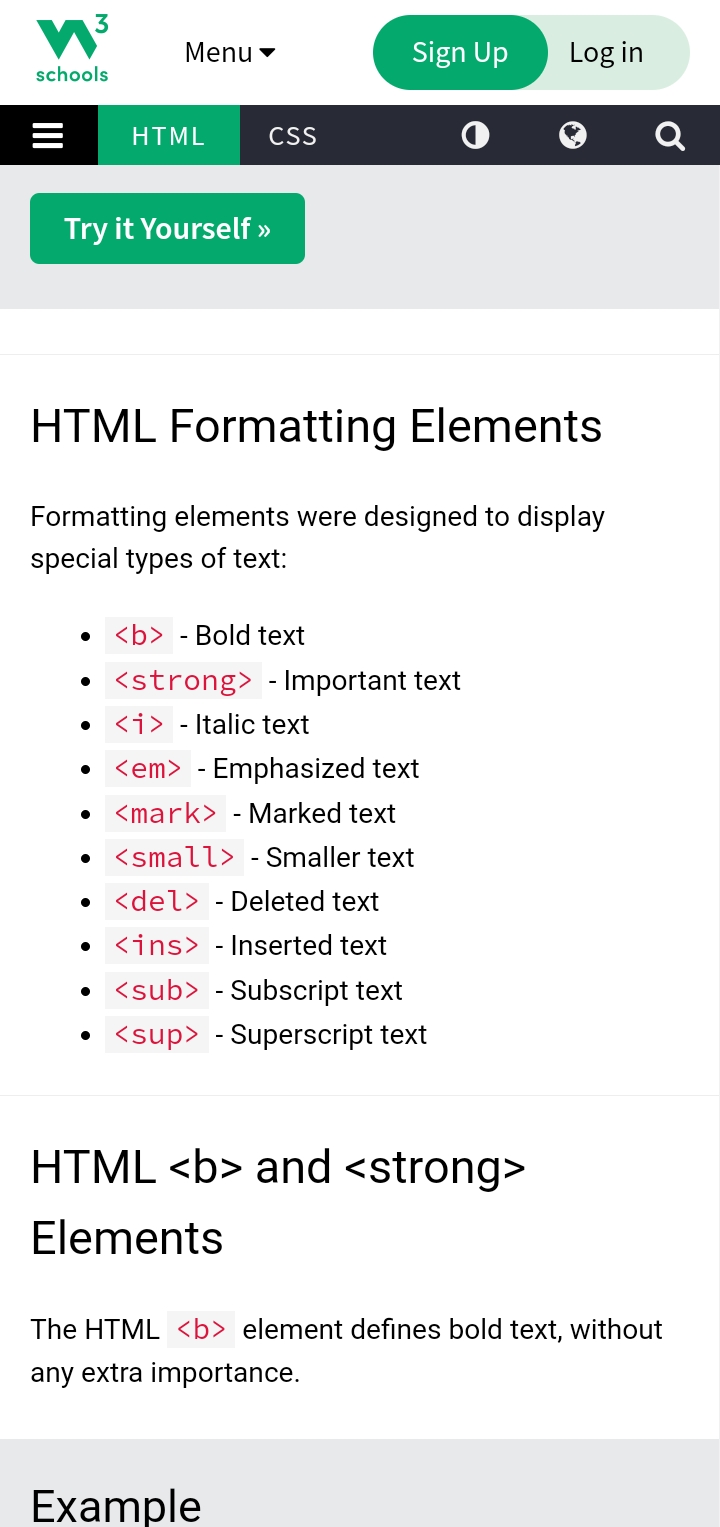 3
schools
Menu
Sign Up
Log in
HTML
CSS
Try it Yourself »
HTML Formatting Elements
Formatting elements were designed to display
special types of text:
• <b> - Bold text
• <strong> - Important text
• <i> - Italic text
• <em> - Emphasized text
• <mark> - Marked text
• <small> - Smaller text
• <del> - Deleted text
• <ins> - Inserted text
• <sub> - Subscript text
• <sup> - Superscript text
HTML <b> and <strong>
Elements
The HTML <b> element defines bold text, without
any extra importance.
Example